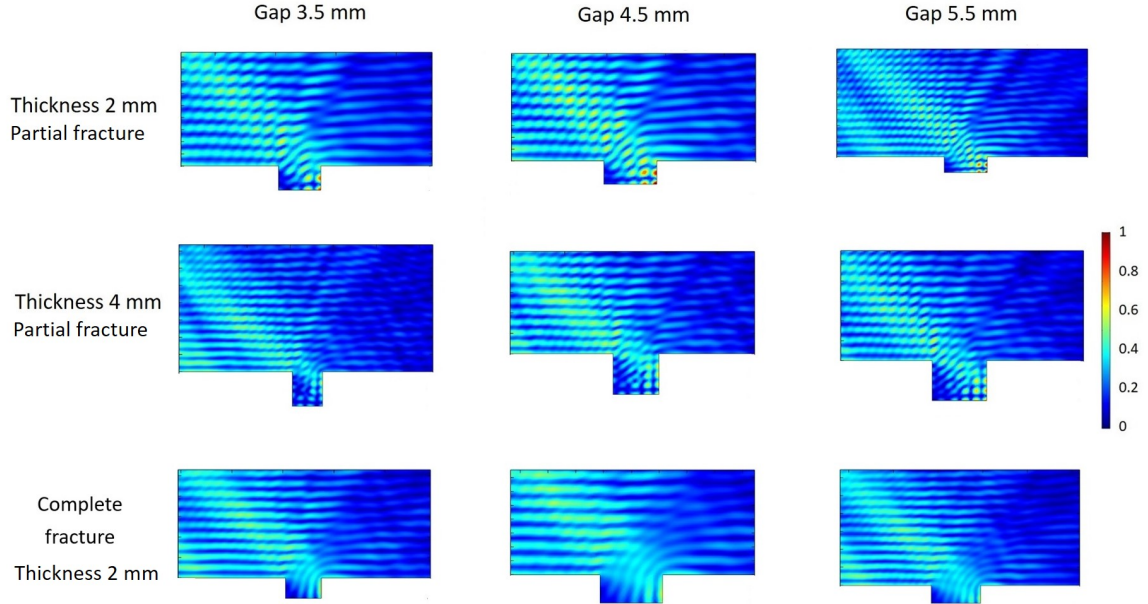 Gap 3.5 mm
Gap 4.5 mm
Gap 5.5 mm
Thickness 2 mm
Partial fracture
Thickness 4 mm
Partial fracture
1
0.8
0.6
0.4
0.2
0
Complete
fracture
Thickness 2 mm